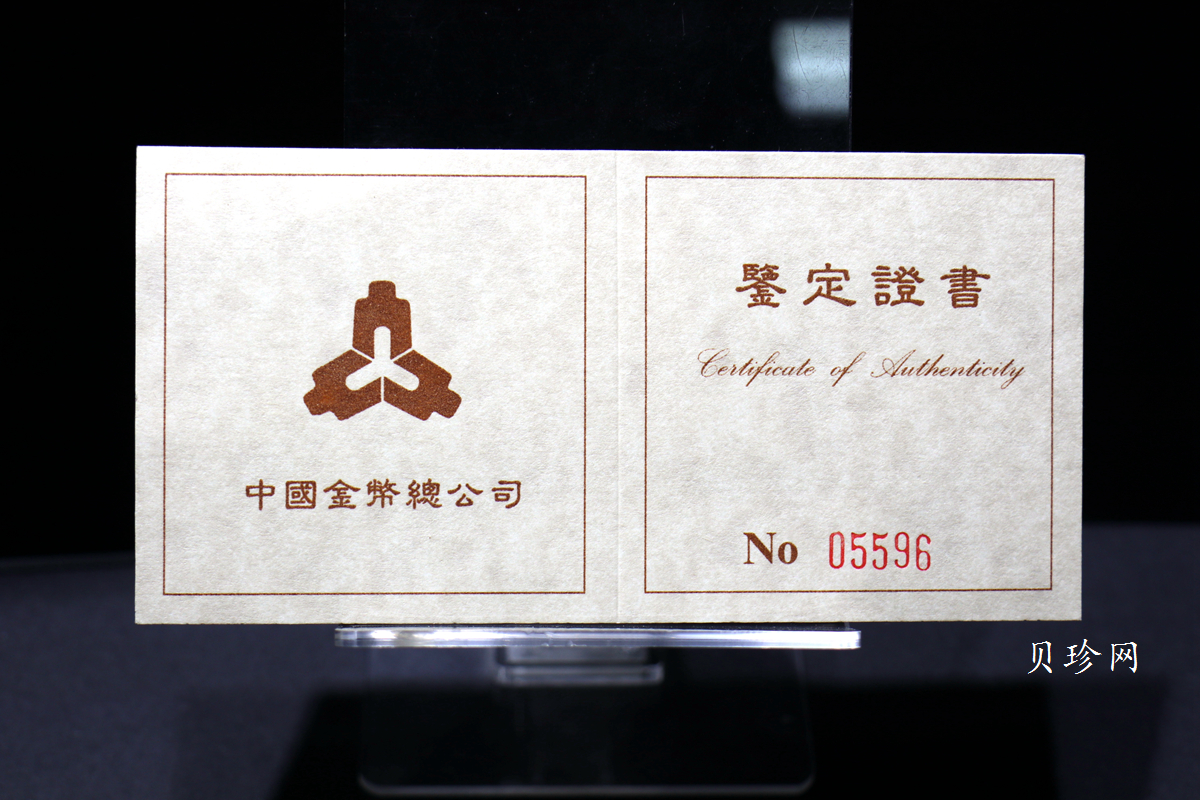 中國金幣總公司
鑒定證書
Certificate of Authenticity
No 05596
贝珍网